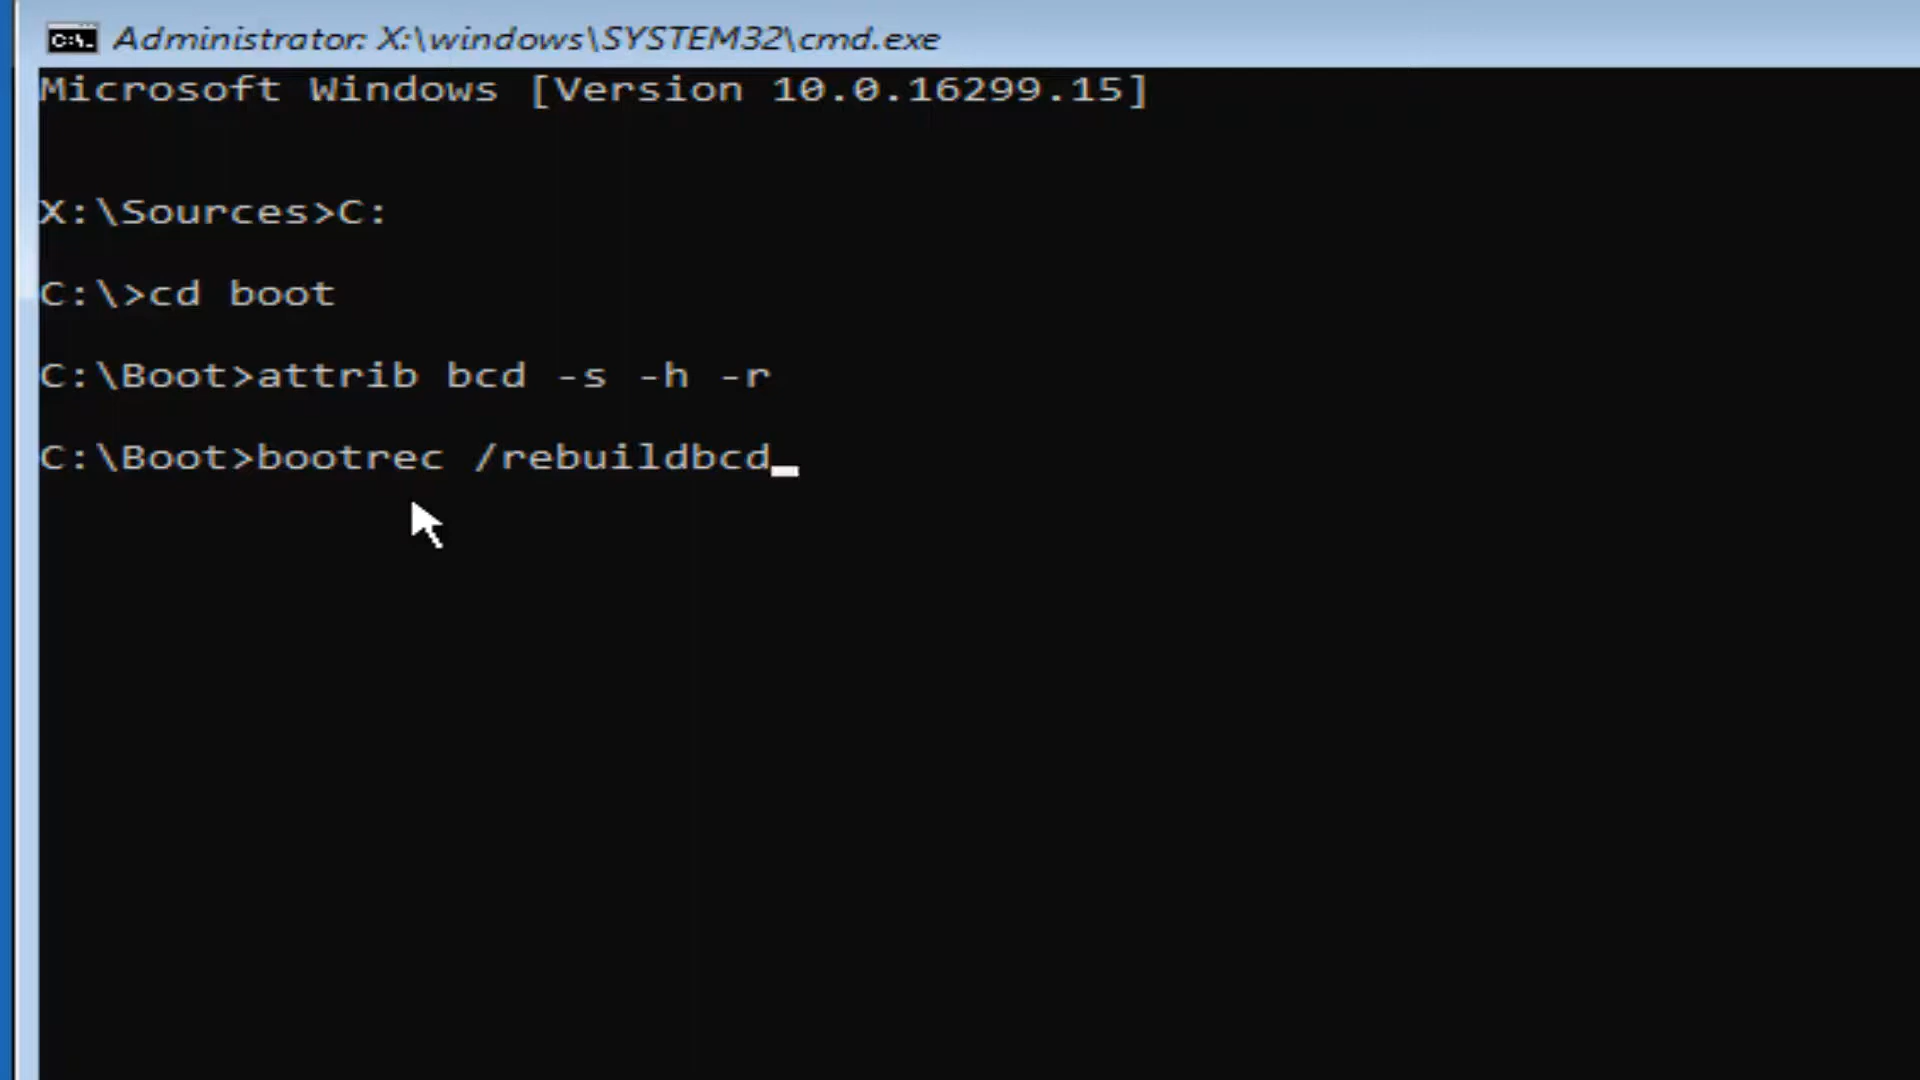 Administrator: X:\windows\SYSTEM32\cmd.exe
Microsoft Windows [Version 10.0.16299.15]
X:\Sources>C:
C:\>cd boot
C:\Boot>attrib bcd -s -h -r
C:\Boot>bootrec /rebuildbcd